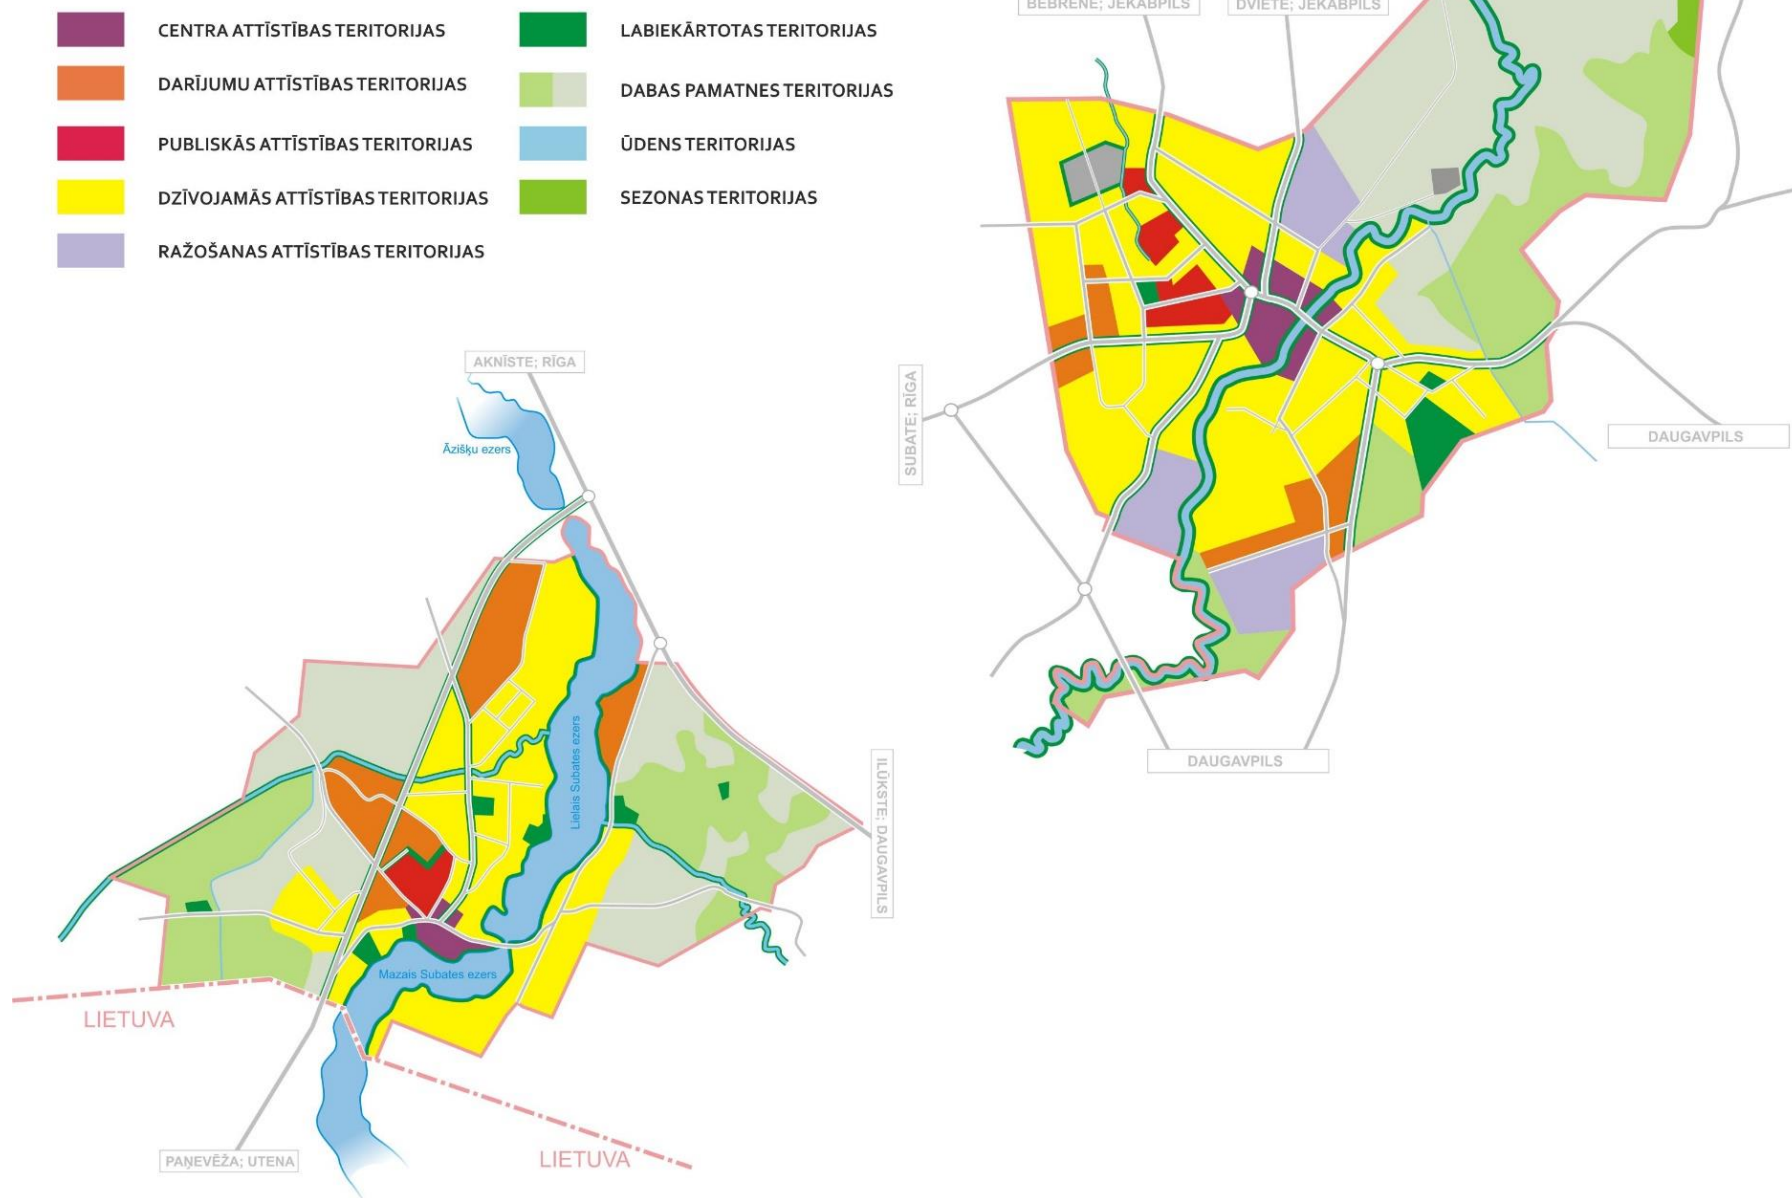 CENTRA ATTĪSTĪBAS TERITORIJAS
DARĪJUMU ATTĪSTĪBAS TERITORIJAS
PUBLISKĀS ATTĪSTĪBAS TERITORIJAS
DZĪVOJAMĀS ATTĪSTĪBAS TERITORIJAS
RAŽOŠANAS ATTĪSTĪBAS TERITORIJAS
LABIEKĀRTOTAS TERITORIJAS
DABAS PAMATNES TERITORIJAS
ŪDENS TERITORIJAS
SEZONAS TERITORIJAS
BEBRENE; JĒKABPILS
DVIETE; JĒKABPILS
SUBATE; RĪGA
DAUGAVPILS
DAUGAVPILS
AKNĪSTE; RĪGA
Āzišķu ezers
Lielais Subates ezers
ILŪKSTE; DAUGAVPILS
Mazais Subates ezers
LIETUVA
PAŅEVĒŽA; UTENA
LIETUVA